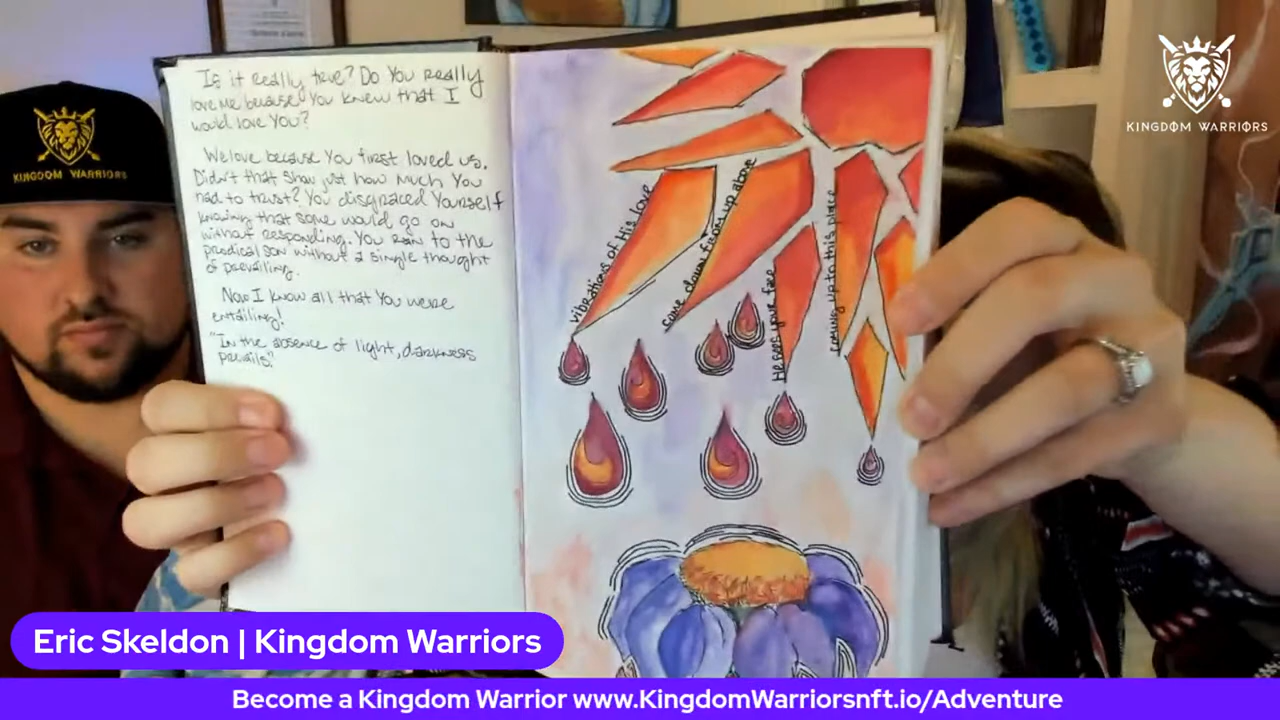 Is it really true? Do You really
love me because You knew that I
would love You?
We love because You first loved us.
Didn't that show just how much You
had to trust? You disgraced Yourself
knowing that some would go on
without responding. You ran to the
prodical son without a single thought
of prevailing.
Now I know all that You were
entailing!
"In the absence of light, darkness
prevails."
vibrations of His love
come down from up above
He sees your face
coming up to this place
KINGDOM WARRIORS
KINGDOM WARRIORS
Eric Skeldon | Kingdom Warriors
Become a Kingdom Warrior www.KingdomWarriorsnft.io/Adventure